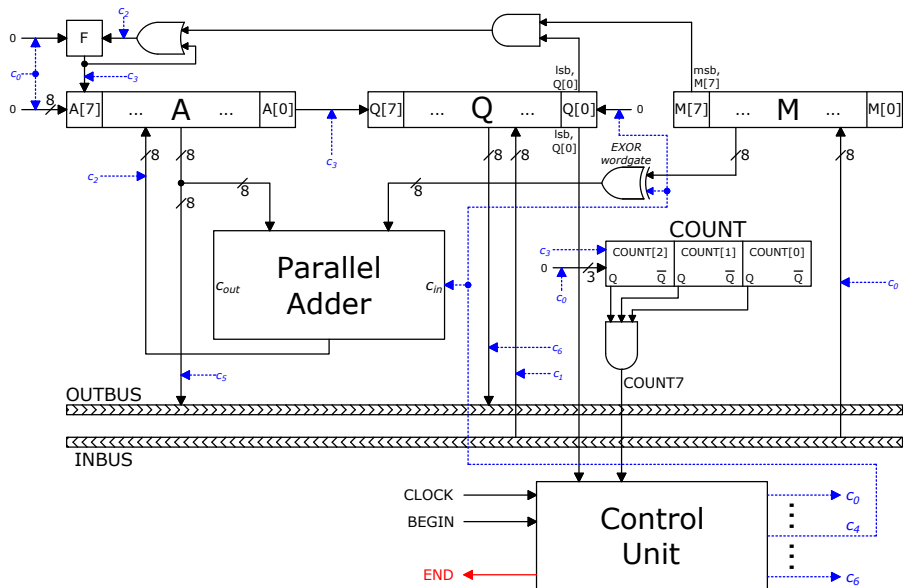 c2
0
F
c0
c3
lsb,
Q[0]
msb,
M[7]
0
8
A[7]
...
A
...
A[0]
Q[7]
...
Q
...
Q[0]
0
M[7]
...
M
...
M[0]
c3
lsb,
Q[0]
EXOR
wordgate
8
8
8
8
8
8
c2
8
8
8
COUNT
c3
COUNT[2]
COUNT[1]
COUNT[0]
0
3
c0
Q
Q̅
Q
Q̅
Q
Q̅
c0
Parallel
Adder
cout
cin
c6
c5
c1
COUNT7
OUTBUS
INBUS
CLOCK
BEGIN
END
Control
Unit
c0
⋮
c4
⋮
c6